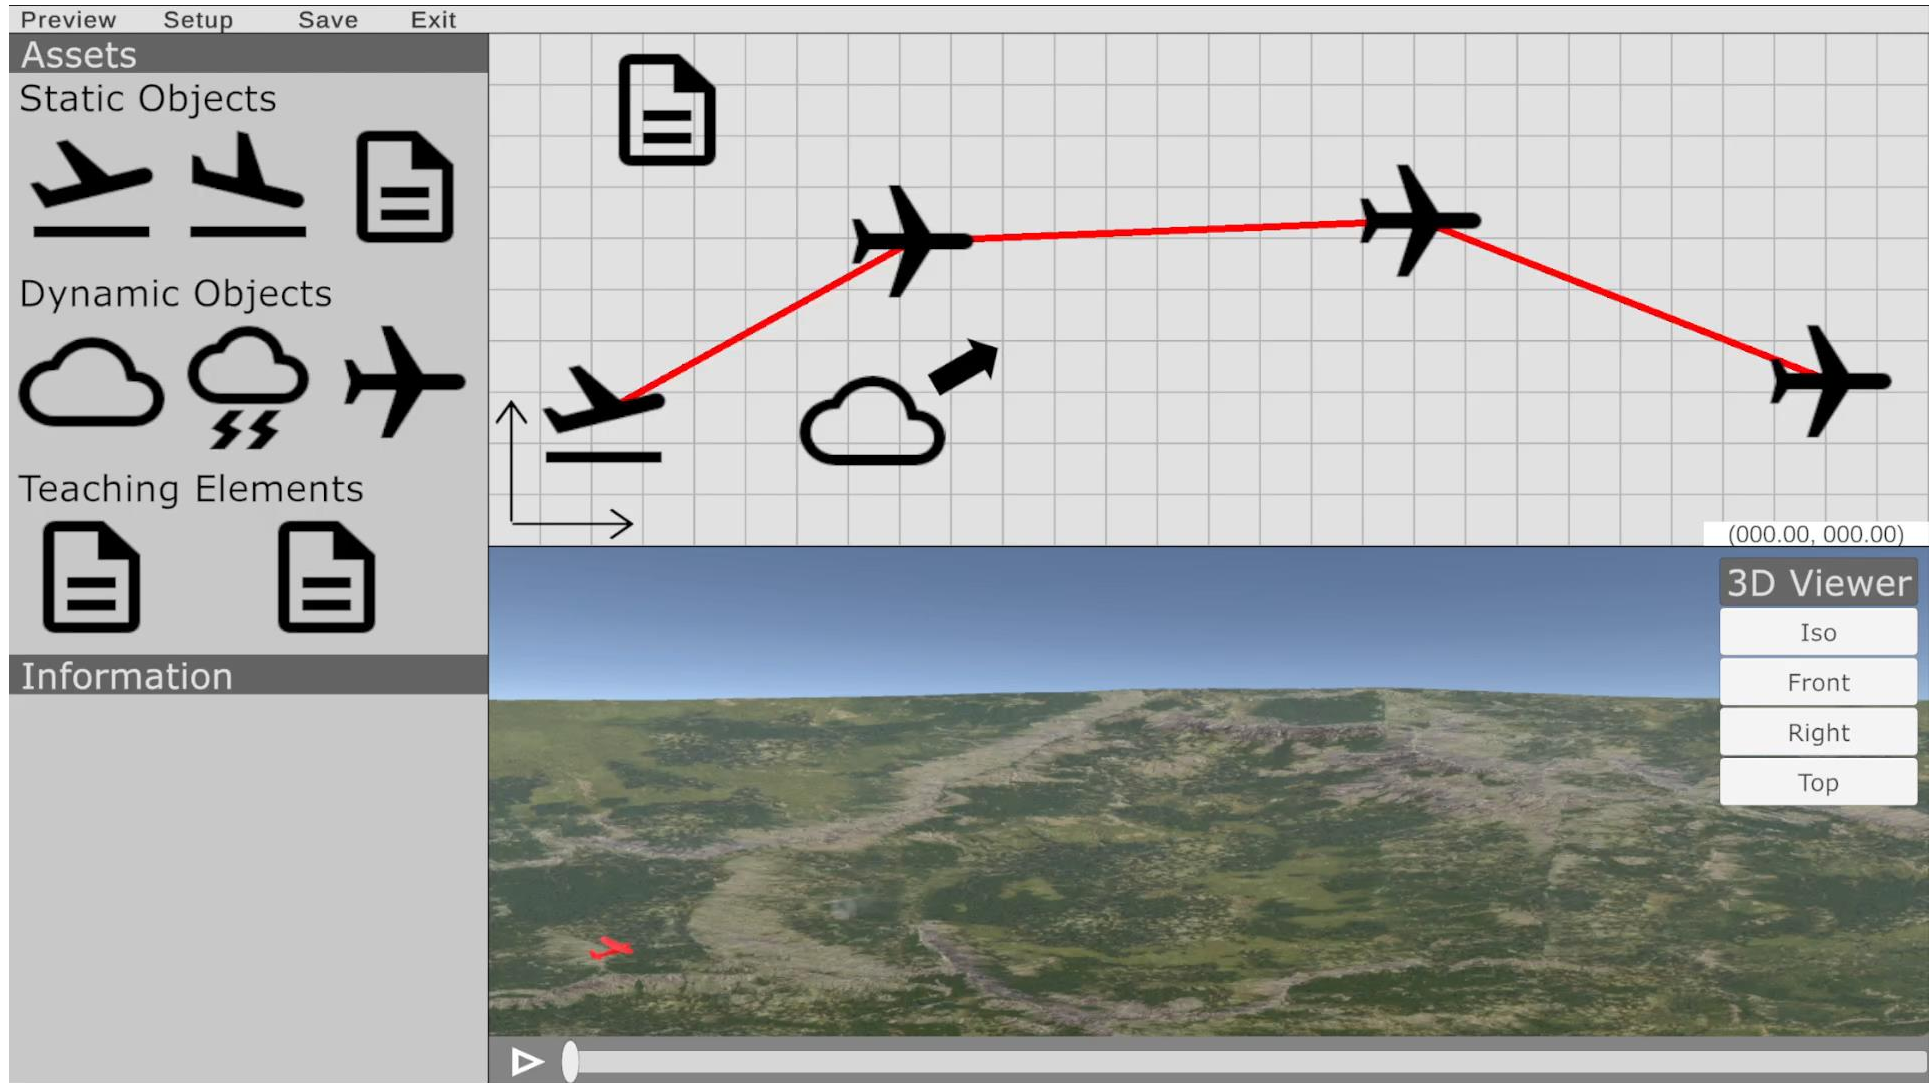 Preview Setup Save Exit
Assets
Static Objects
Dynamic Objects
Teaching Elements
Information
(000.00, 000.00)
3D Viewer
Iso
Front
Right
Top